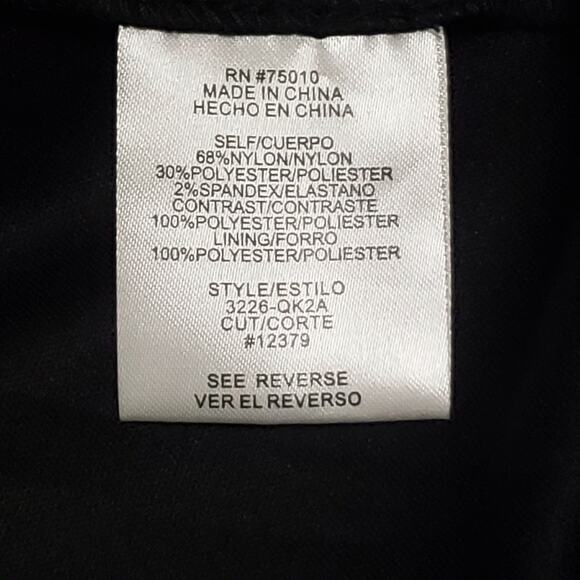 RN #75010
MADE IN CHINA
HECHO EN CHINA
SELF/CUERPO
68%NYLON/NYLON
30%POLYESTER/POLIESTER
2%SPANDEX/ELASTANO
CONTRAST/CONTRASTE
100%POLYESTER/POLIESTER
LINING/FORRO
100%POLYESTER/POLIESTER
STYLE/ESTILO
3226-QK2A
CUT/CORTE
#12379
SEE REVERSE
VER EL REVERSO